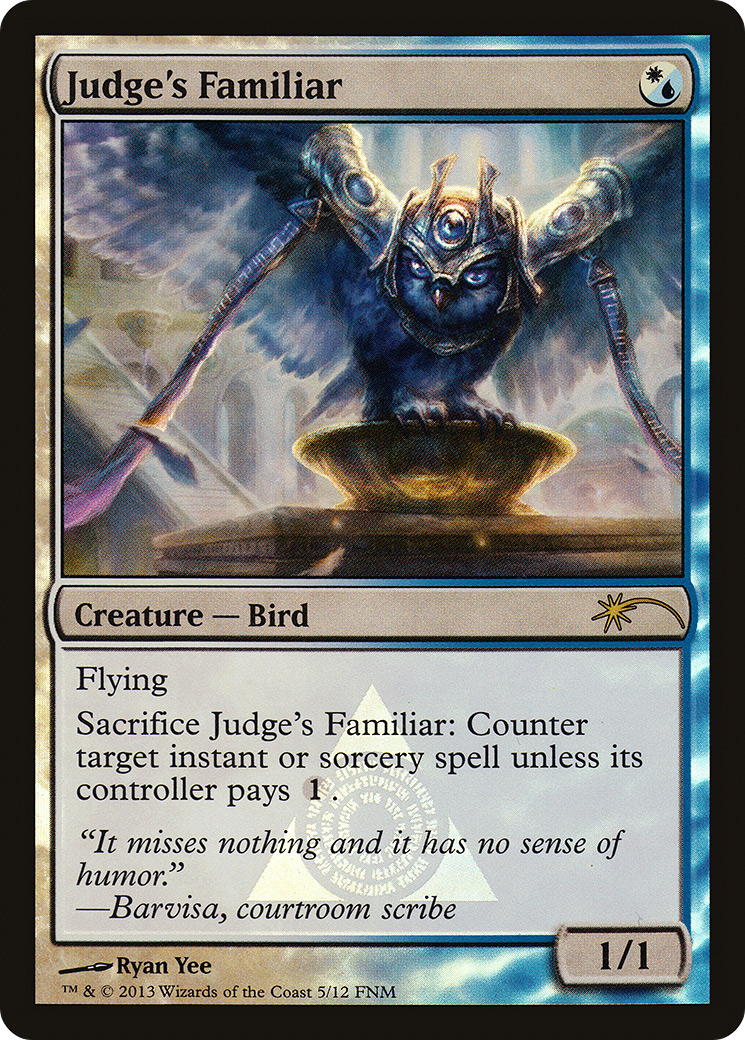 Judge's Familiar
Creature — Bird
Flying
Sacrifice Judge's Familiar: Counter
target instant or sorcery spell unless its
controller pays 1.
“It misses nothing and it has no sense of
humor.”
—Barvisa, courtroom scribe
1/1
Ryan Yee
™ & © 2013 Wizards of the Coast 5/12 FNM